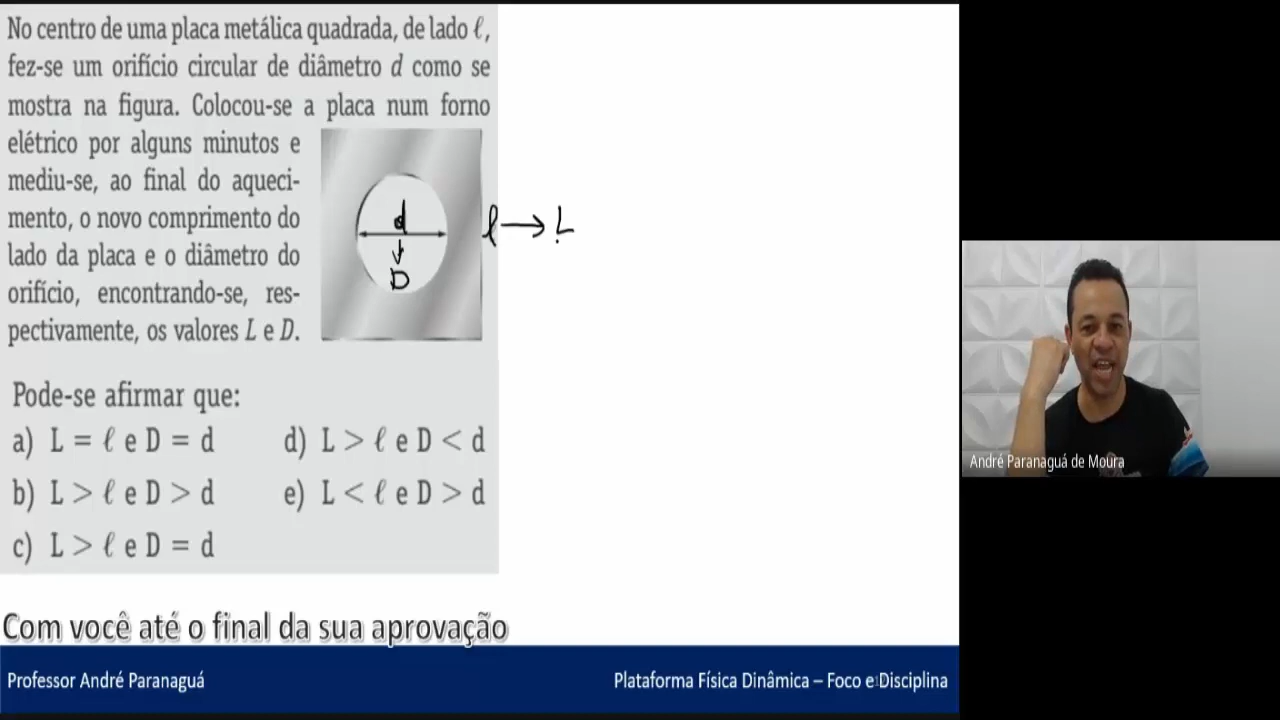 No centro de uma placa metálica quadrada, de lado ℓ,
fez-se um orifício circular de diâmetro d como se
mostra na figura. Colocou-se a placa num forno
elétrico por alguns minutos e
mediu-se, ao final do aqueci-
mento, o novo comprimento do
lado da placa e o diâmetro do
orifício, encontrando-se, res-
pectivamente, os valores L e D.
d
↓
D
ℓ → L
Pode-se afirmar que:
a) L = ℓ e D = d
d) L > ℓ e D < d
b) L > ℓ e D > d
e) L < ℓ e D > d
c) L > ℓ e D = d
Com você até o final da sua aprovação
Professor André Paranaguá
Plataforma Física Dinâmica – Foco e Disciplina
André Paranaguá de Moura